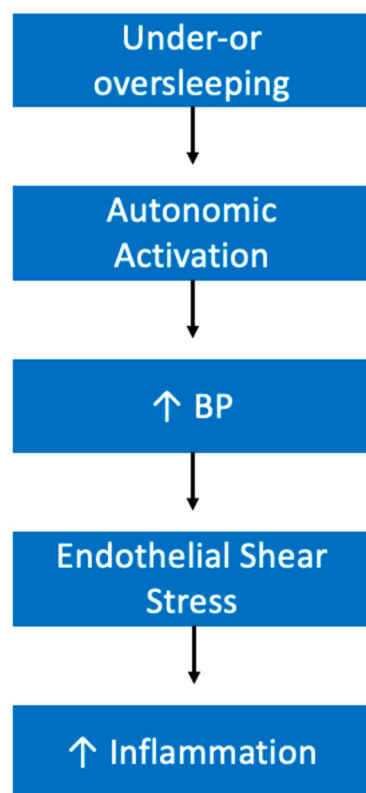 Under-or
oversleeping
Autonomic
Activation
↑ BP
Endothelial Shear
Stress
↑ Inflammation